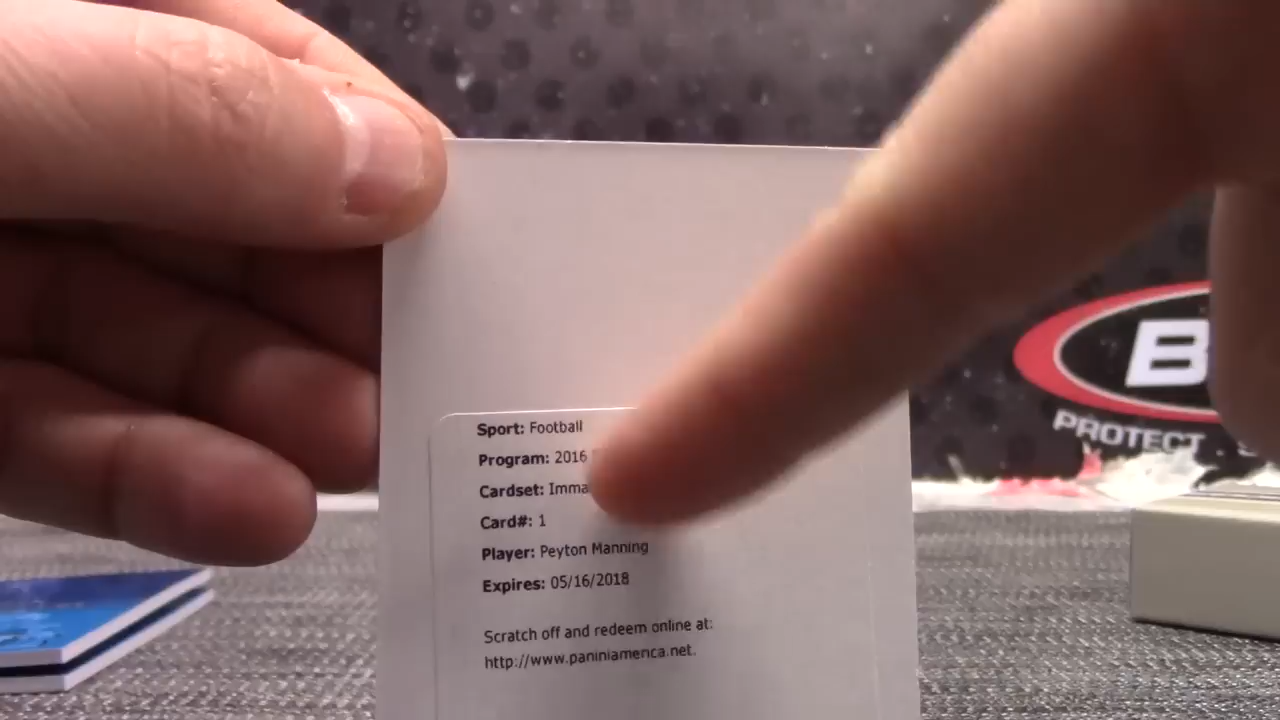 Sport: Football
Program: 2016
Cardset: Imma
Card#: 1
Player: Peyton Manning
Expires: 05/16/2018
Scratch off and redeem online at:
http://www.paniniamerica.net.
B
PROTECT